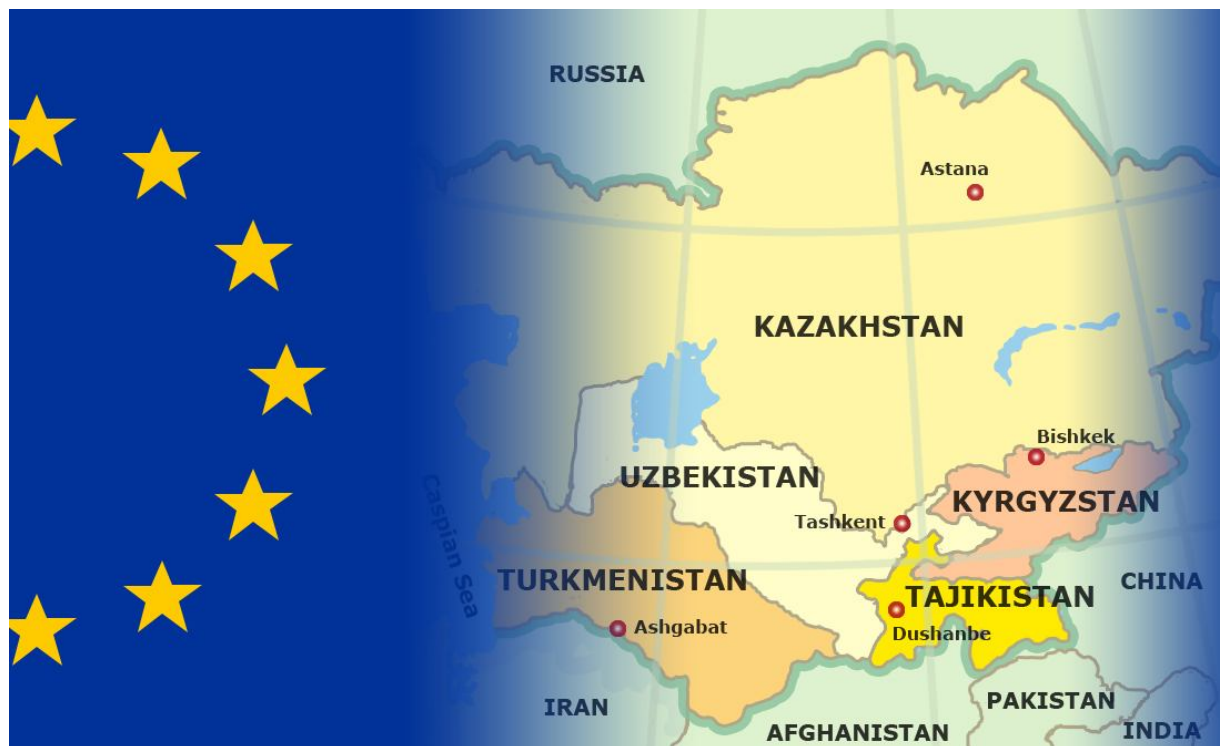 RUSSIA
Astana
KAZAKHSTAN
Bishkek
UZBEKISTAN
KYRGYZSTAN
Tashkent
Caspian Sea
TURKMENISTAN
CHINA
TAJIKISTAN
Ashgabat
Dushanbe
IRAN
PAKISTAN
AFGHANISTAN
INDIA